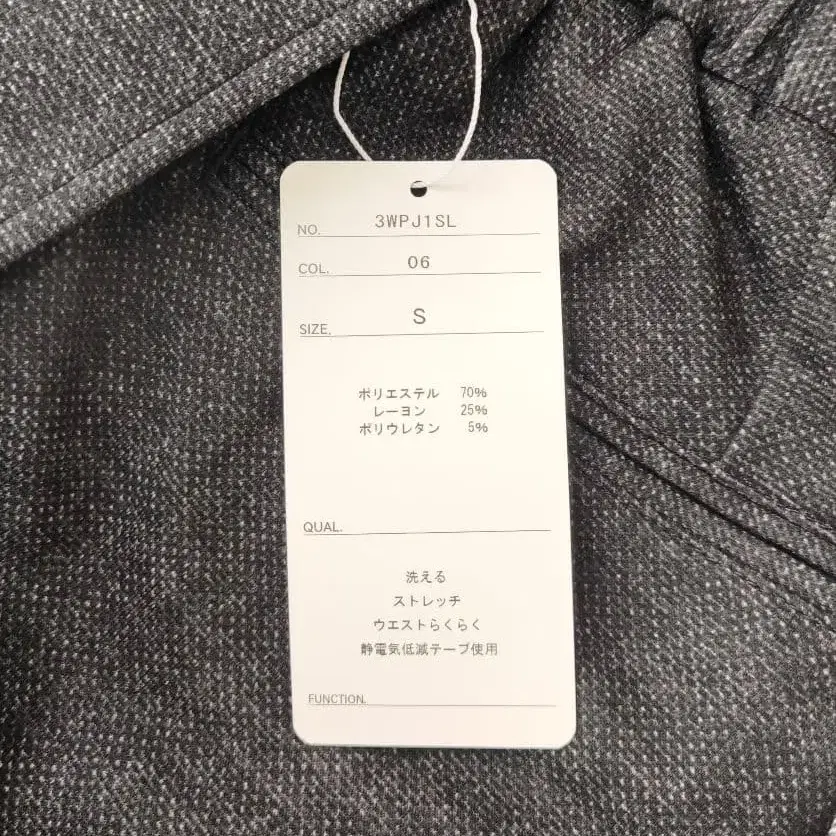 NO. 3WPJ1SL
COL. 06
SIZE. S
ポリエステル 70%
レーヨン 25%
ポリウレタン 5%
QUAL.
洗える
ストレッチ
ウエストらくらく
静電気低減テープ使用
FUNCTION.